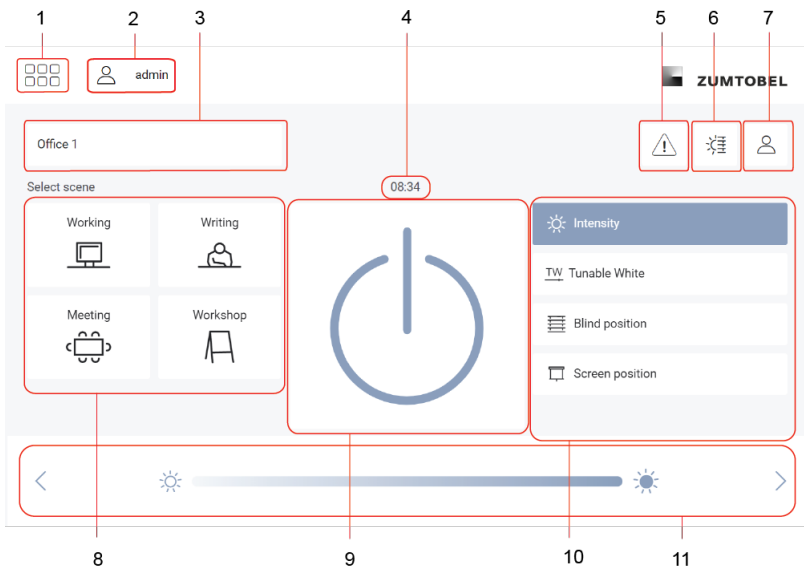 1 2 3 4 5 6 7
admin
ZUMTOBEL
Office 1
Select scene
08:34
Working Writing
Intensity
TW Tunable White
Meeting Workshop
Blind position
Screen position
8 9 10 11